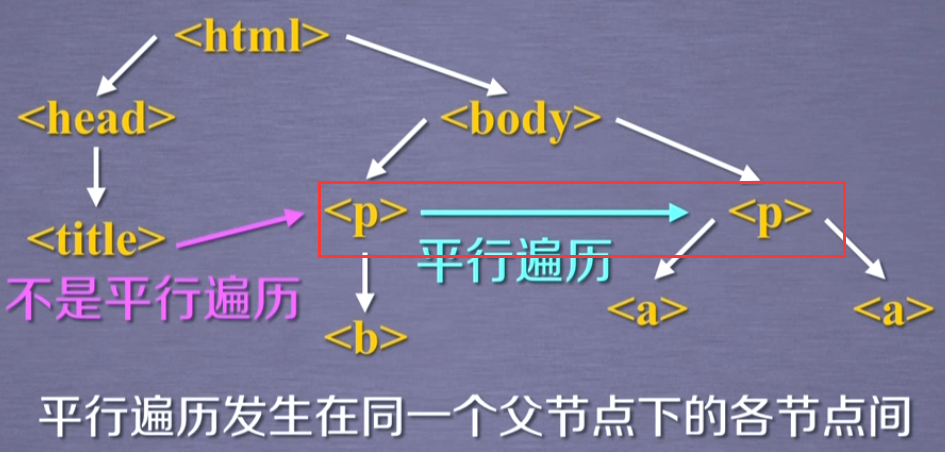 <html>
<head> <body>
<p> <p>
<title> 平行遍历
不是平行遍历
<a> <a>
<b>
平行遍历发生在同一个父节点下的各节点间